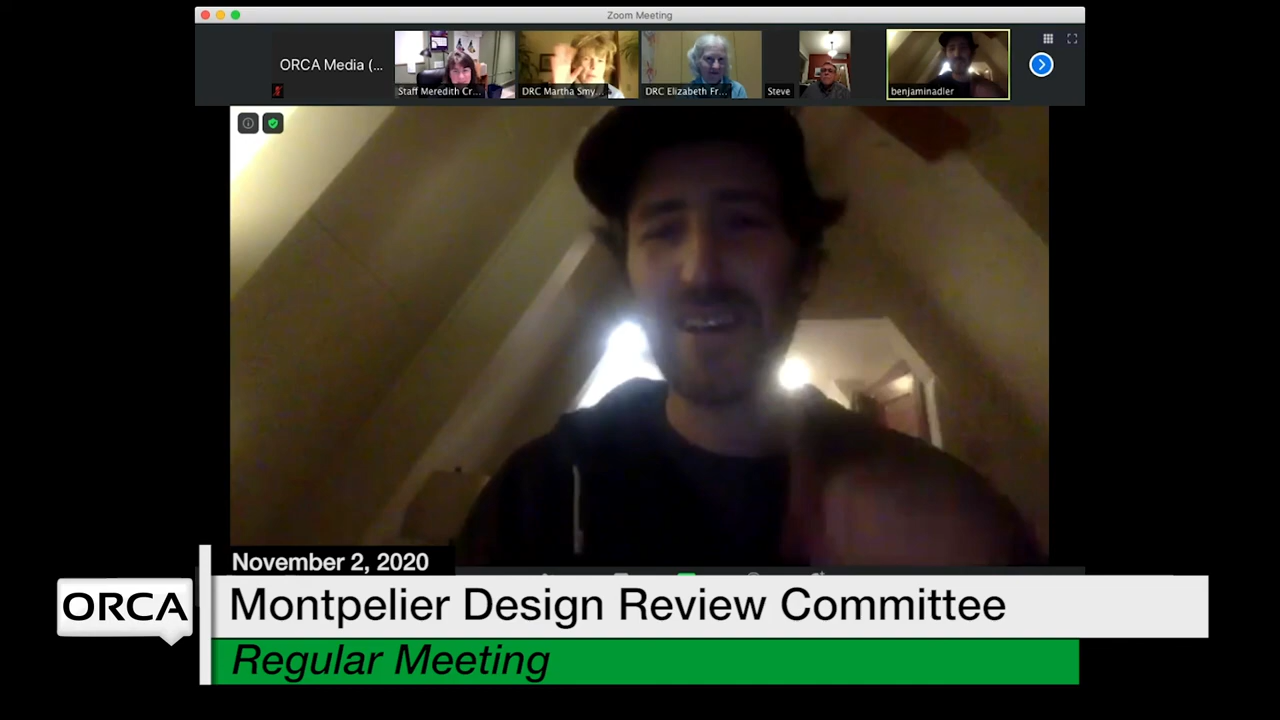 Zoom Meeting
ORCA Media (...
Staff Meredith Cr...
DRC Martha Smy...
DRC Elizabeth Fr...
Steve
benjaminadler
November 2, 2020
ORCA
Montpelier Design Review Committee
Regular Meeting